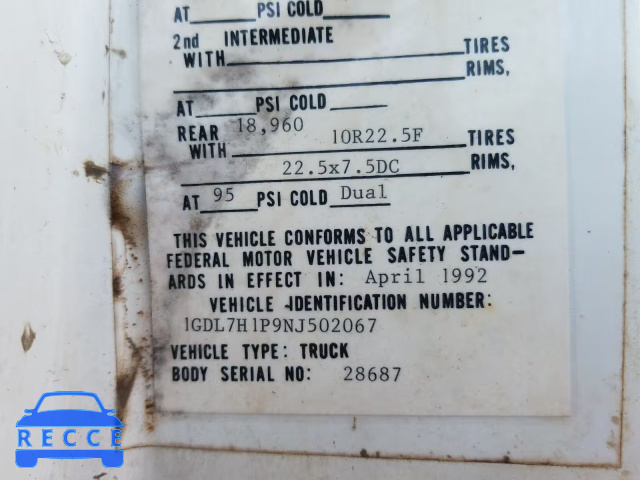 AT PSI COLD
2nd INTERMEDIATE
WITH TIRES
RIMS,
AT PSI COLD
REAR 18,960
WITH 10R22.5F TIRES
22.5x7.5DC RIMS,
AT 95 PSI COLD Dual
THIS VEHICLE CONFORMS TO ALL APPLICABLE
FEDERAL MOTOR VEHICLE SAFETY STAND-
ARDS IN EFFECT IN: April 1992
VEHICLE IDENTIFICATION NUMBER:
1GDL7H1P9NJ502067
VEHICLE TYPE: TRUCK
BODY SERIAL NO: 28687
RECCE